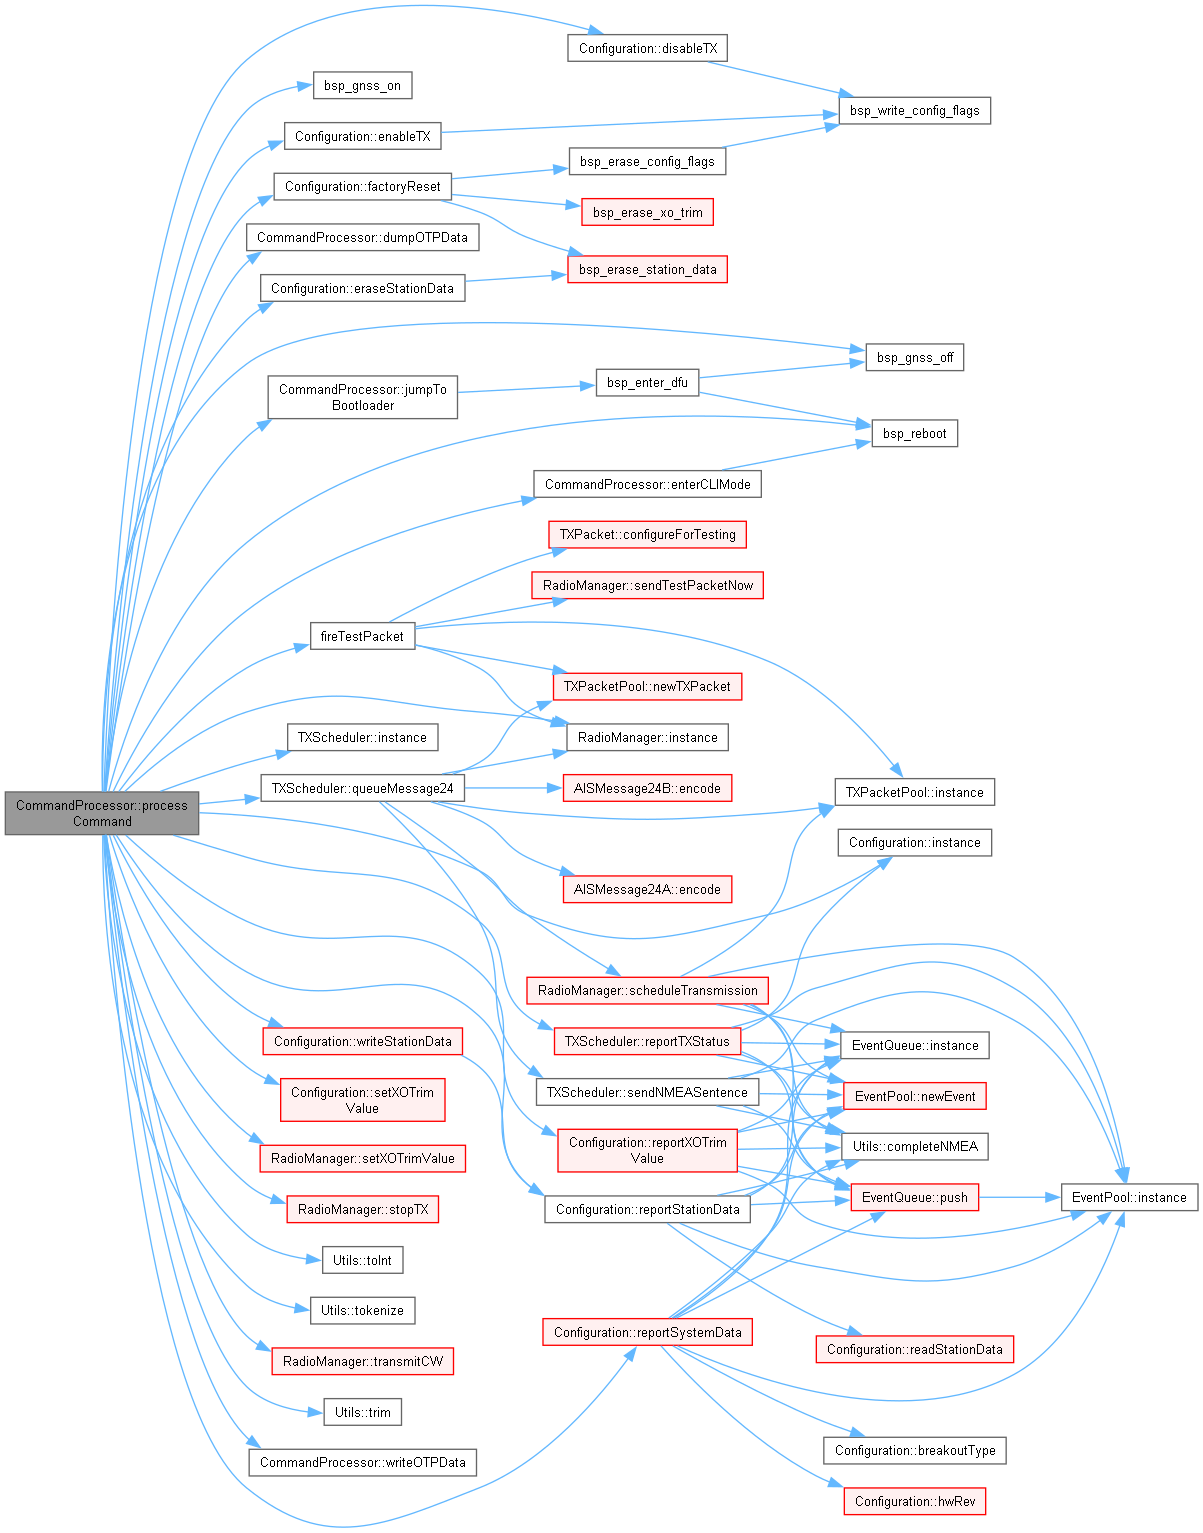 Configuration::disableTX
bsp_gnss_on
bsp_write_config_flags
Configuration::enableTX
bsp_erase_config_flags
Configuration::factoryReset
bsp_erase_xo_trim
CommandProcessor::dumpOTPData
bsp_erase_station_data
Configuration::eraseStationData
bsp_gnss_off
CommandProcessor::jumpTo
Bootloader
bsp_enter_dfu
bsp_reboot
CommandProcessor::enterCLIMode
TXPacket::configureForTesting
RadioManager::sendTestPacketNow
fireTestPacket
TXPacketPool::newTXPacket
TXScheduler::instance
RadioManager::instance
TXScheduler::queueMessage24
AISMessage24B::encode
TXPacketPool::instance
CommandProcessor::process
Command
Configuration::instance
AISMessage24A::encode
RadioManager::scheduleTransmission
Configuration::writeStationData
TXScheduler::reportTXStatus
EventQueue::instance
Configuration::setXOTrim
Value
TXScheduler::sendNMEASentence
EventPool::newEvent
RadioManager::setXOTrimValue
Configuration::reportXOTrim
Value
Utils::completeNMEA
RadioManager::stopTX
Configuration::reportStationData
EventQueue::push
EventPool::instance
Utils::toInt
Utils::tokenize
Configuration::reportSystemData
Configuration::readStationData
RadioManager::transmitCW
Utils::trim
Configuration::breakoutType
CommandProcessor::writeOTPData
Configuration::hwRev